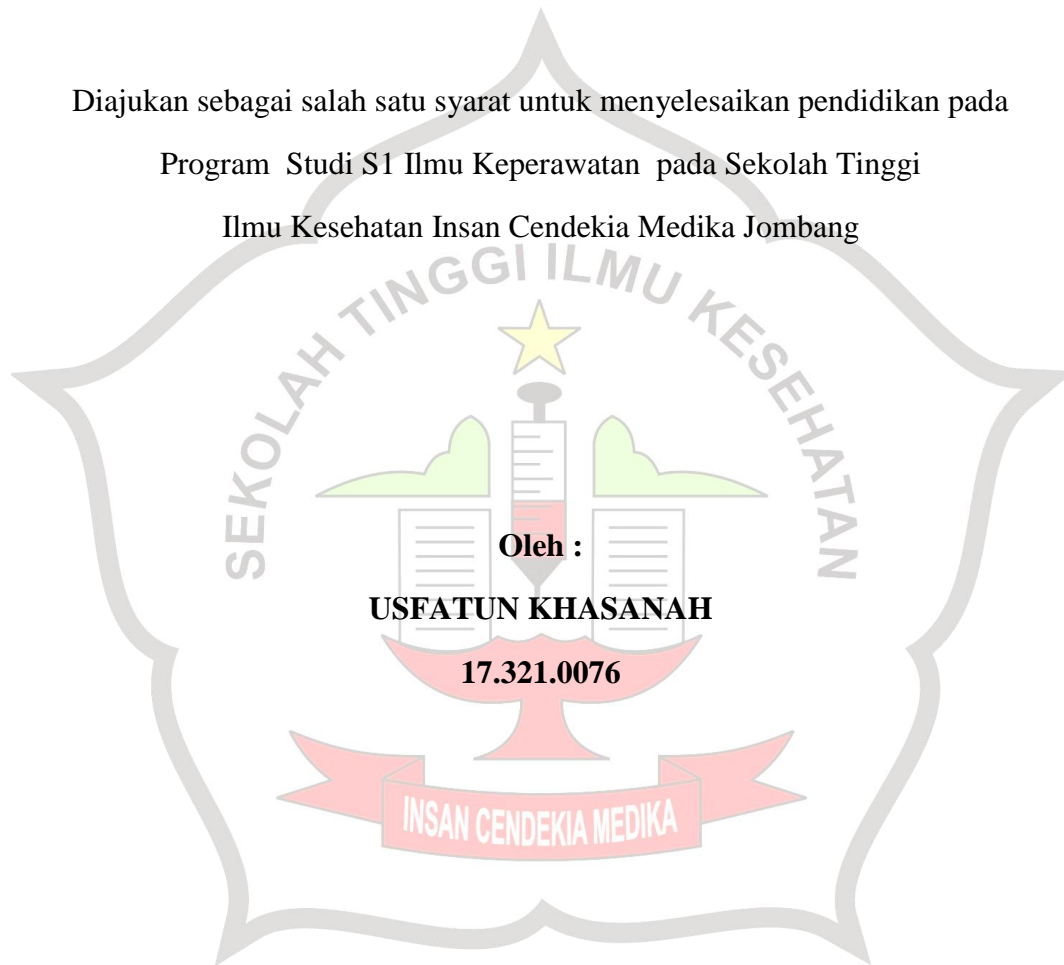 Diajukan sebagai salah satu syarat untuk menyelesaikan pendidikan pada
Program Studi S1 Ilmu Keperawatan pada Sekolah Tinggi
Ilmu Kesehatan Insan Cendekia Medika Jombang
SEKOLAH TINGGI ILMU KESEHATAN
Oleh :
USFATUN KHASANAH
17.321.0076
INSAN CENDEKIA MEDIKA